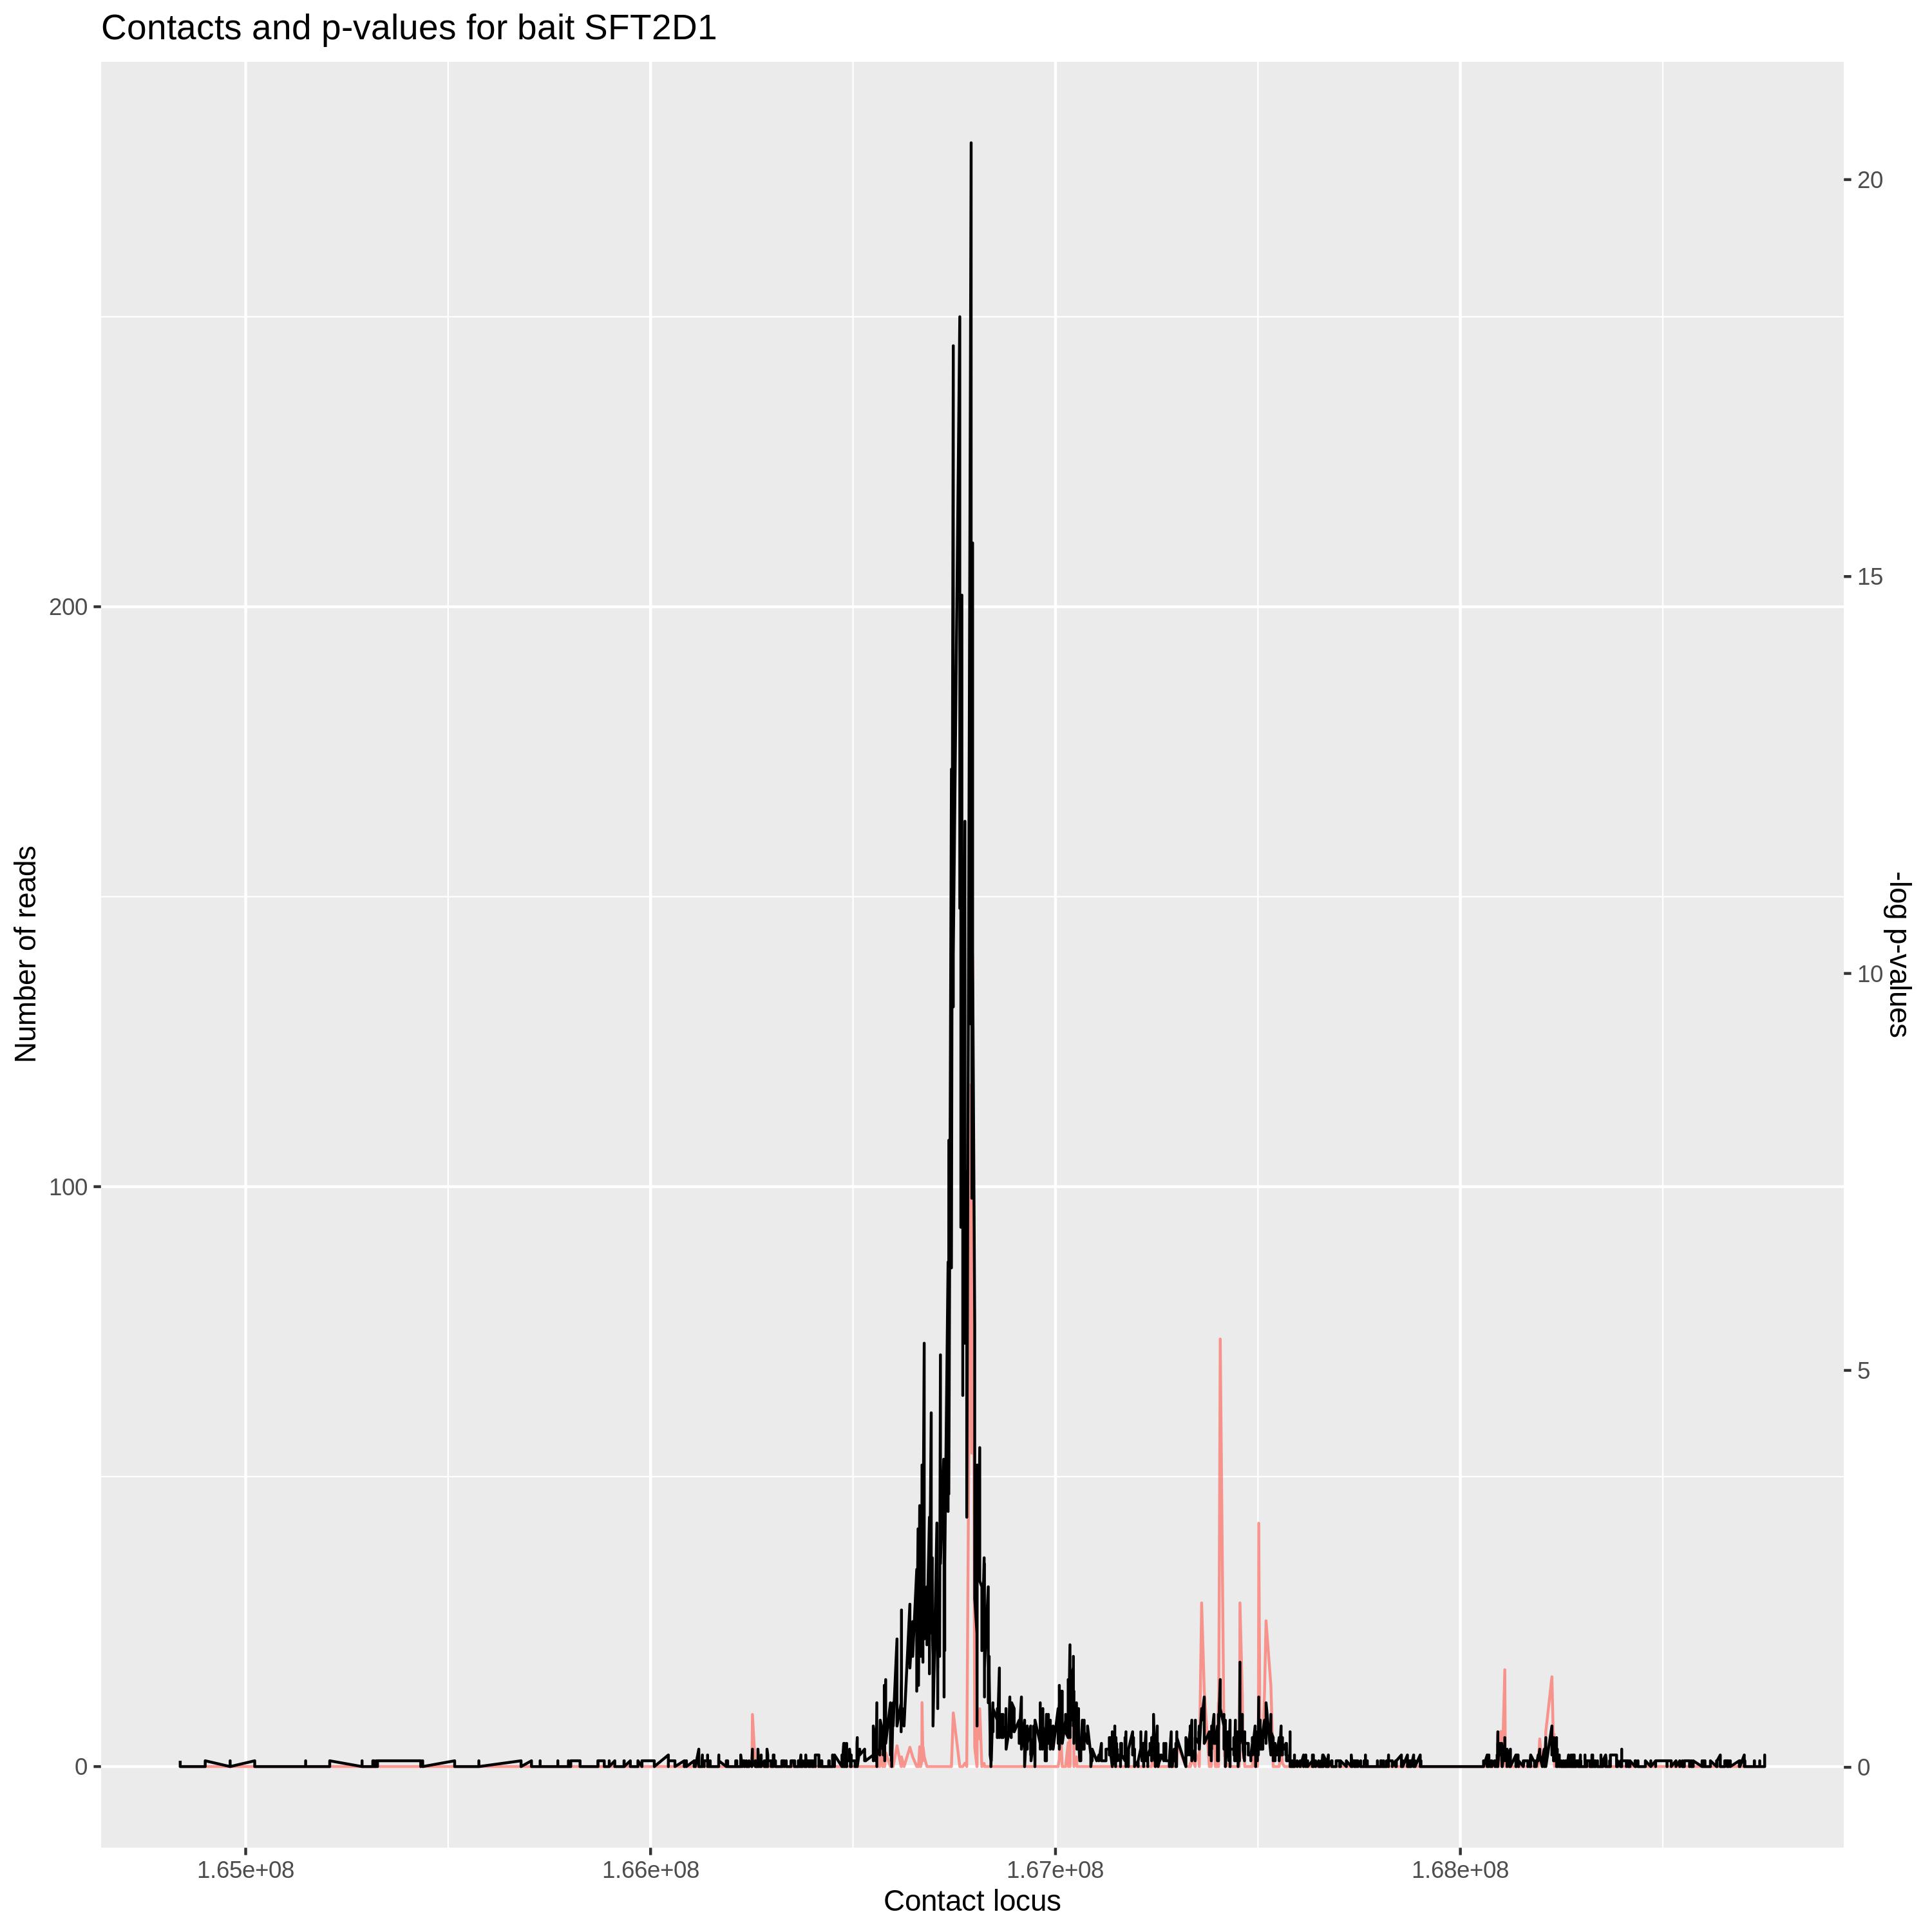 Contacts and p-values for bait SFT2D1
Number of reads
200
100
0
20
15
10
5
0
-log p-values
1.65e+08
1.66e+08
1.67e+08
1.68e+08
Contact locus